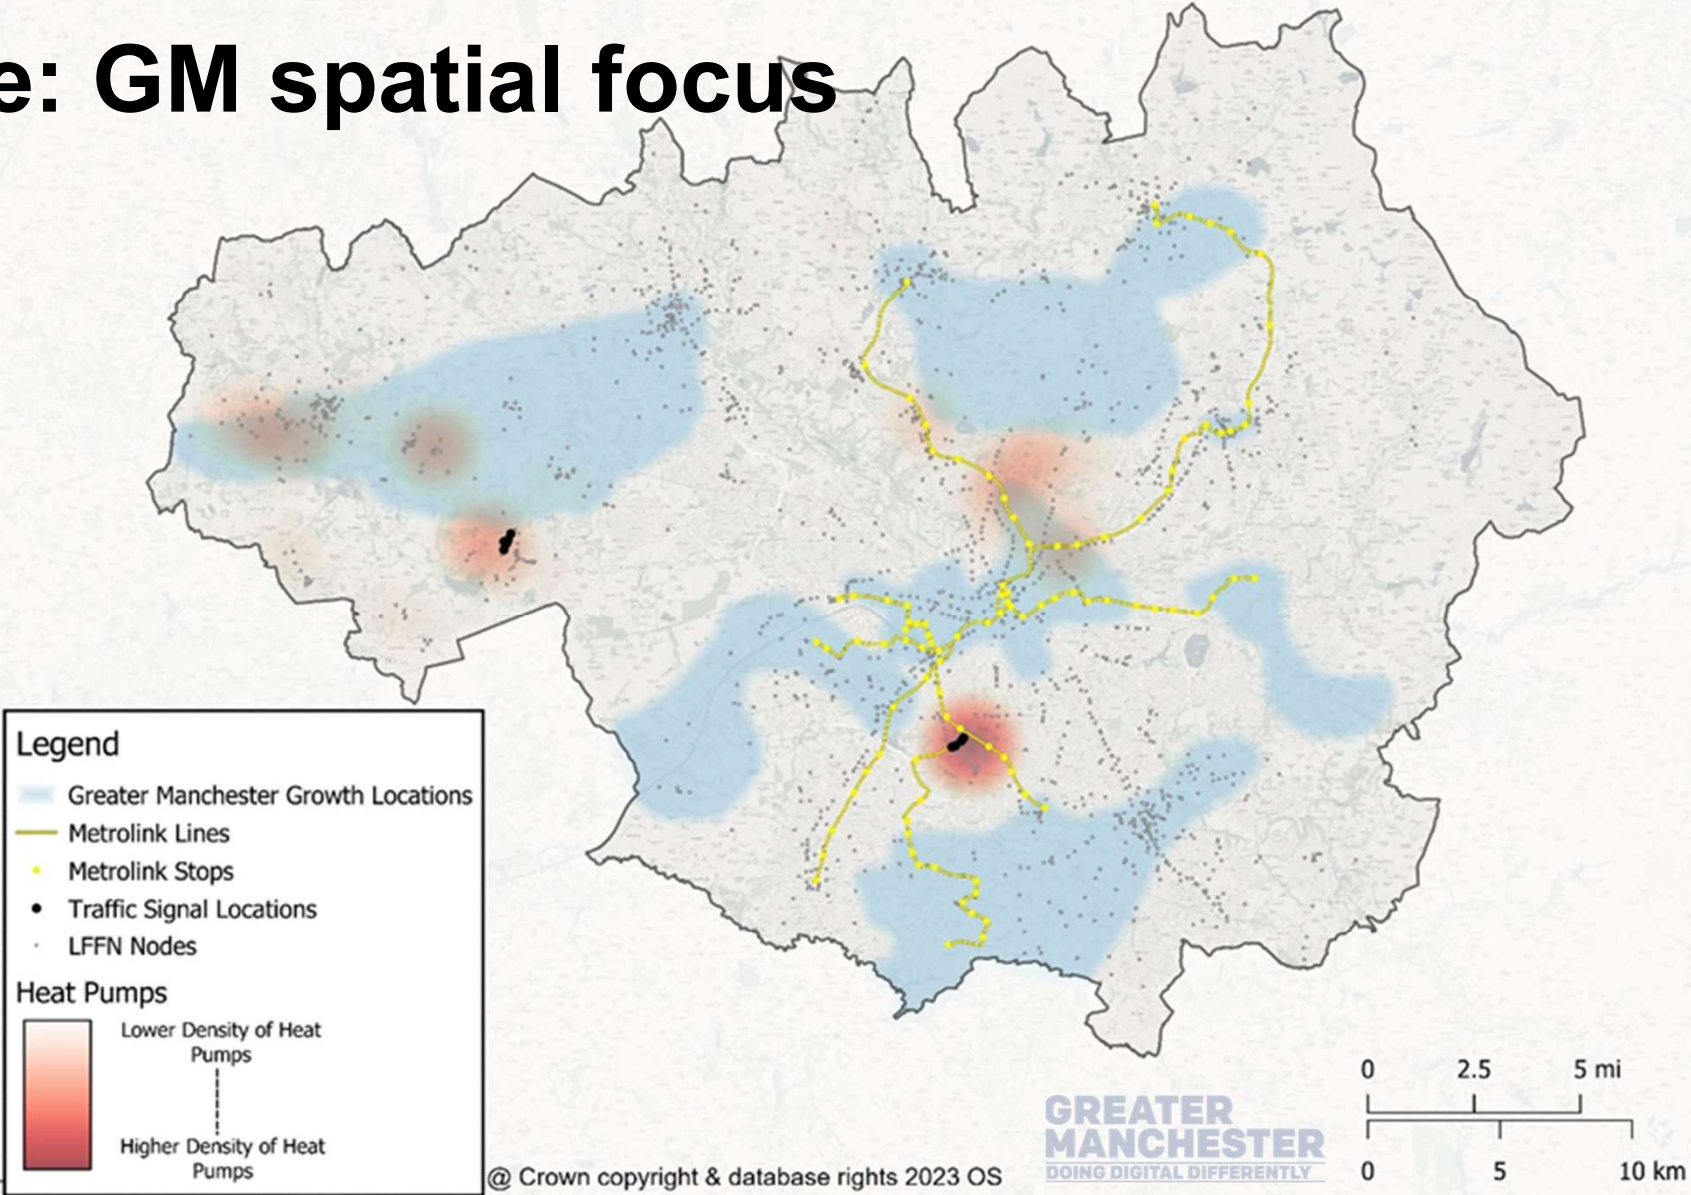 e: GM spatial focus
Legend
Greater Manchester Growth Locations
Metrolink Lines
Metrolink Stops
Traffic Signal Locations
LFFN Nodes
Heat Pumps
Lower Density of Heat
Pumps
Higher Density of Heat
Pumps
@ Crown copyright & database rights 2023 OS
GREATER
MANCHESTER
DOING DIGITAL DIFFERENTLY
0 2.5 5 mi
0 5 10 km